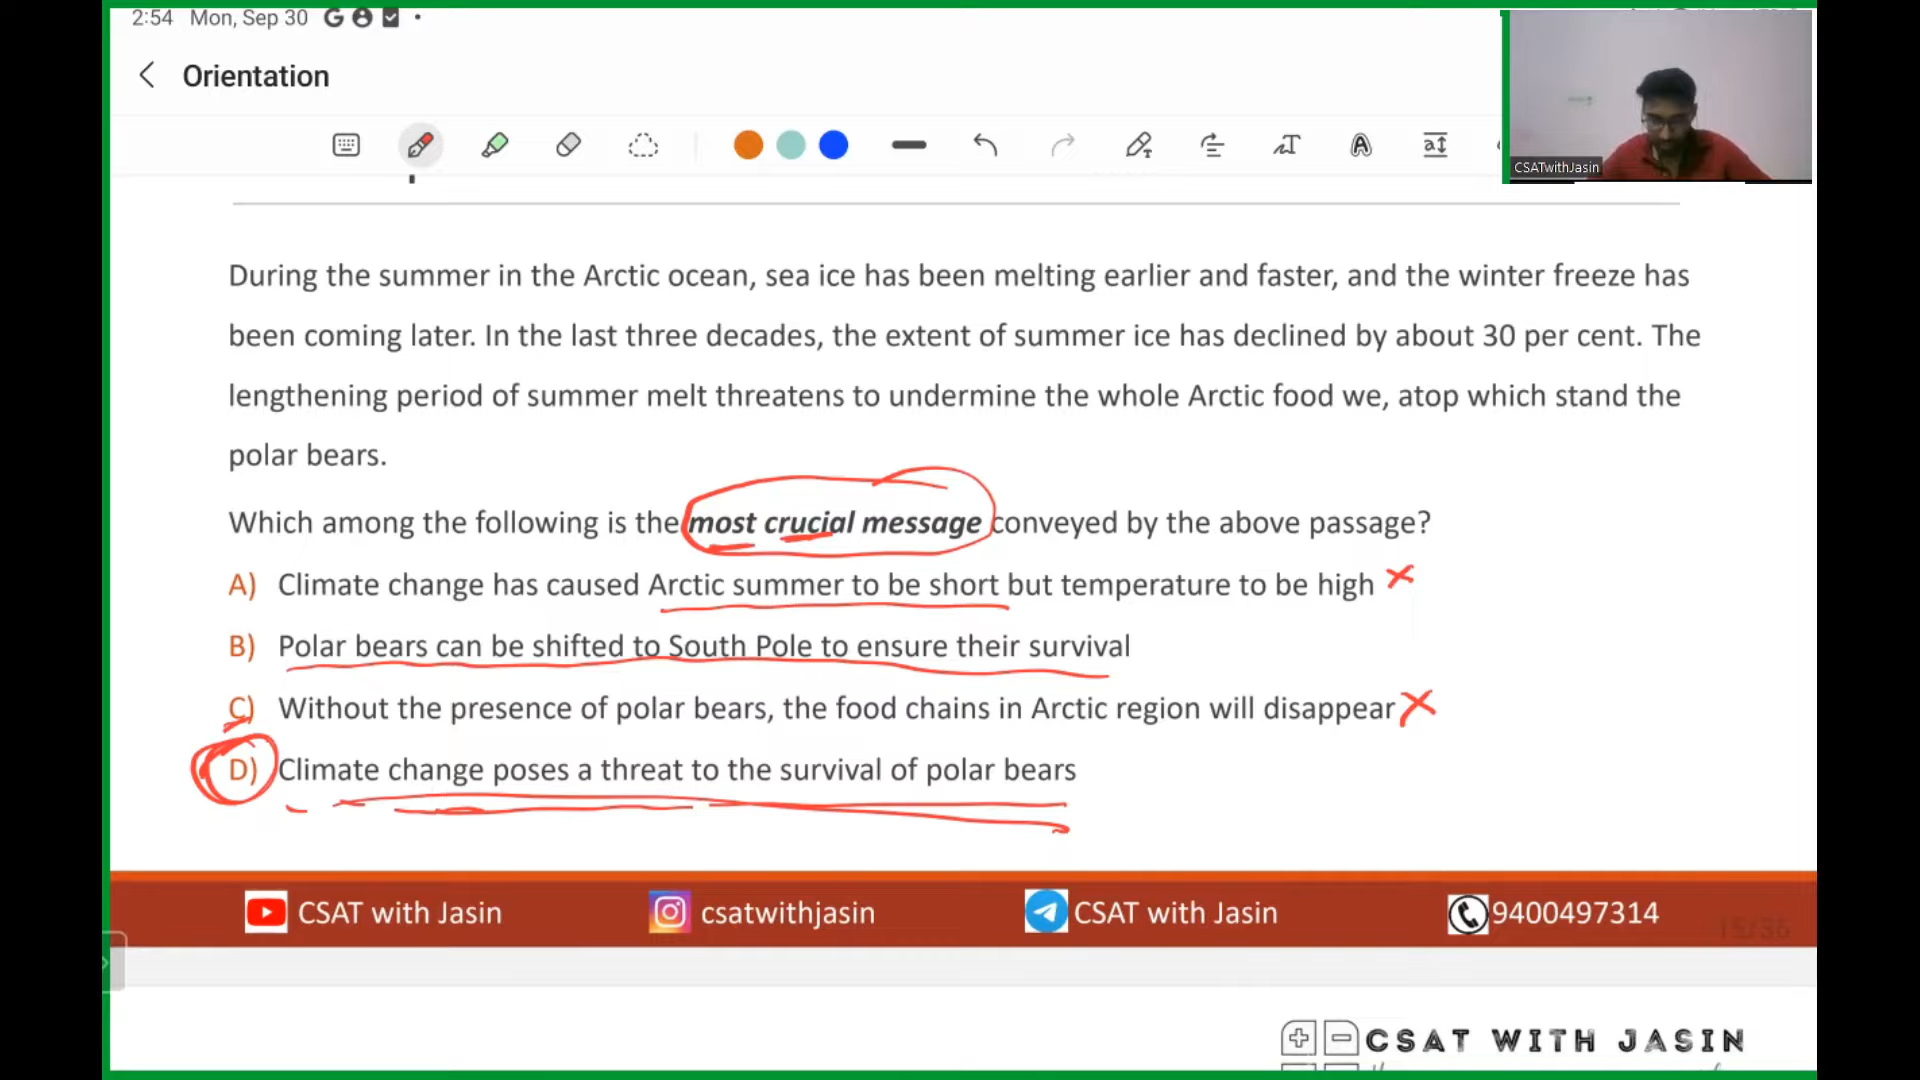 2:54 Mon, Sep 30
Orientation
CSATwithJasin
During the summer in the Arctic ocean, sea ice has been melting earlier and faster, and the winter freeze has
been coming later. In the last three decades, the extent of summer ice has declined by about 30 per cent. The
lengthening period of summer melt threatens to undermine the whole Arctic food we, atop which stand the
polar bears.
Which among the following is the most crucial message conveyed by the above passage?
A) Climate change has caused Arctic summer to be short but temperature to be high
B) Polar bears can be shifted to South Pole to ensure their survival
C) Without the presence of polar bears, the food chains in Arctic region will disappear
D) Climate change poses a threat to the survival of polar bears
CSAT with Jasin csatwithjasin CSAT with Jasin 9400497314
CSAT WITH JASIN